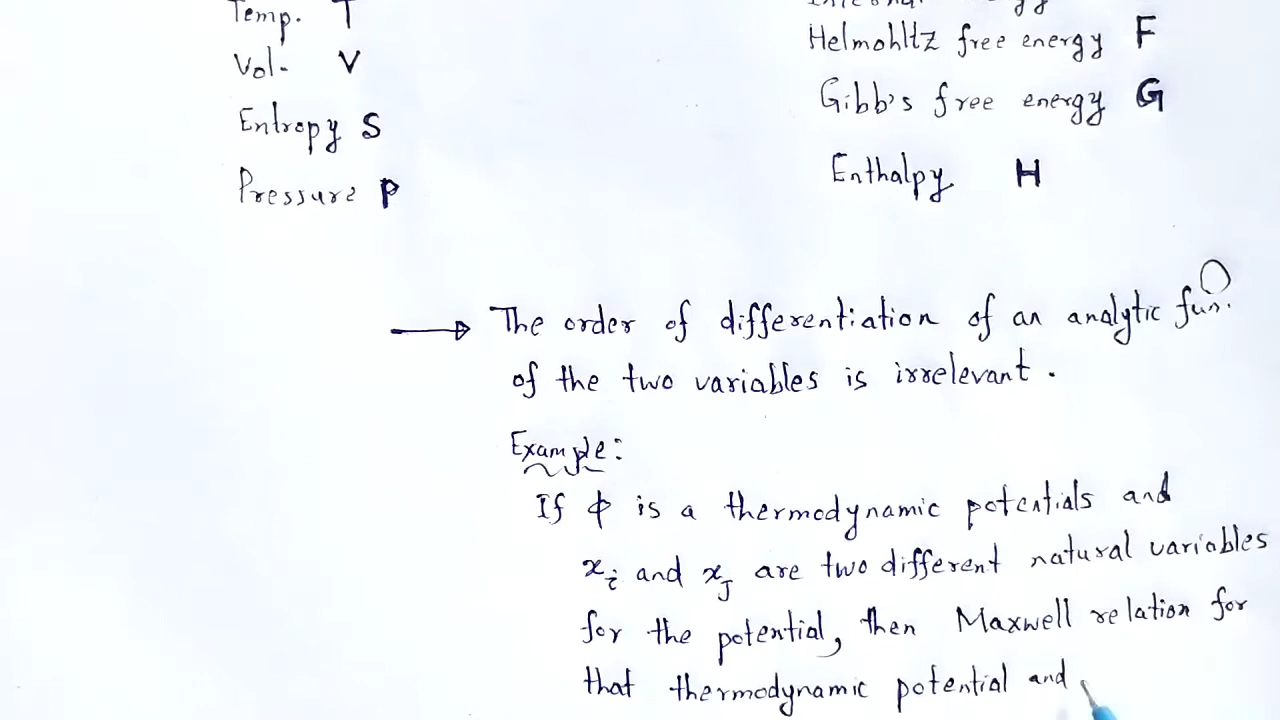 Temp. T
Vol. V
Entropy S
Pressure P
Helmohltz free energy F
Gibb's free energy G
Enthalpy H
The order of differentiation of an analytic fun.
of the two variables is irrelevant.
Example:
If ϕ is a thermodynamic potentials and
xi and xJ are two different natural variables
for the potential, then Maxwell relation for
that thermodynamic potential and